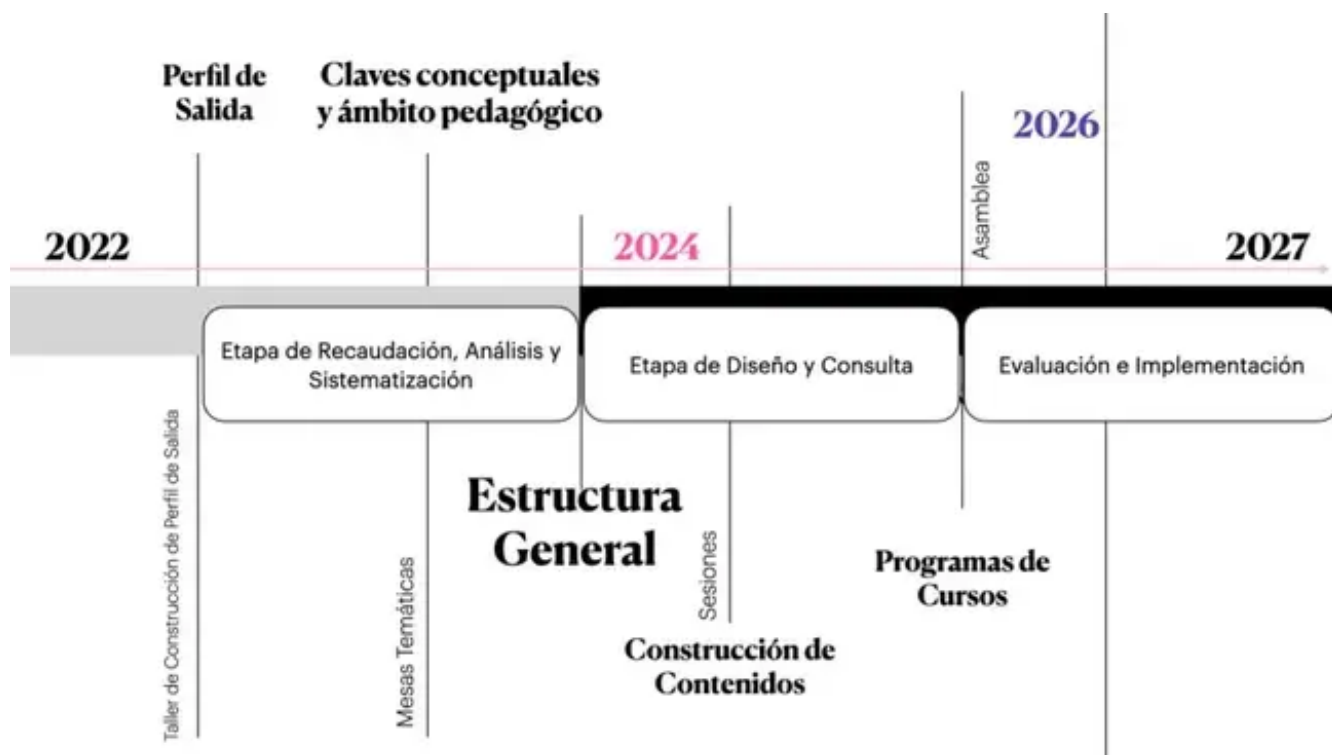 Perfil de
Salida
Claves conceptuales
y ámbito pedagógico
2026
Asamblea
2022
2024
2027
Etapa de Recaudación, Análisis y
Sistematización
Etapa de Diseño y Consulta
Evaluación e Implementación
Taller de Construcción de Perfil de Salida
Mesas Temáticas
Estructura
General
Sesiones
Programas de
Cursos
Construcción de
Contenidos